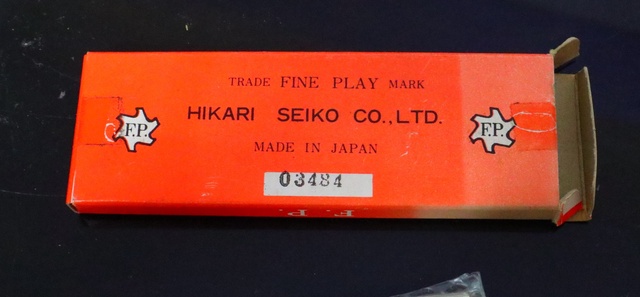 TRADE FINE PLAY MARK
HIKARI SEIKO CO.,LTD.
F.P.
F.P.
MADE IN JAPAN
03484
F. P.